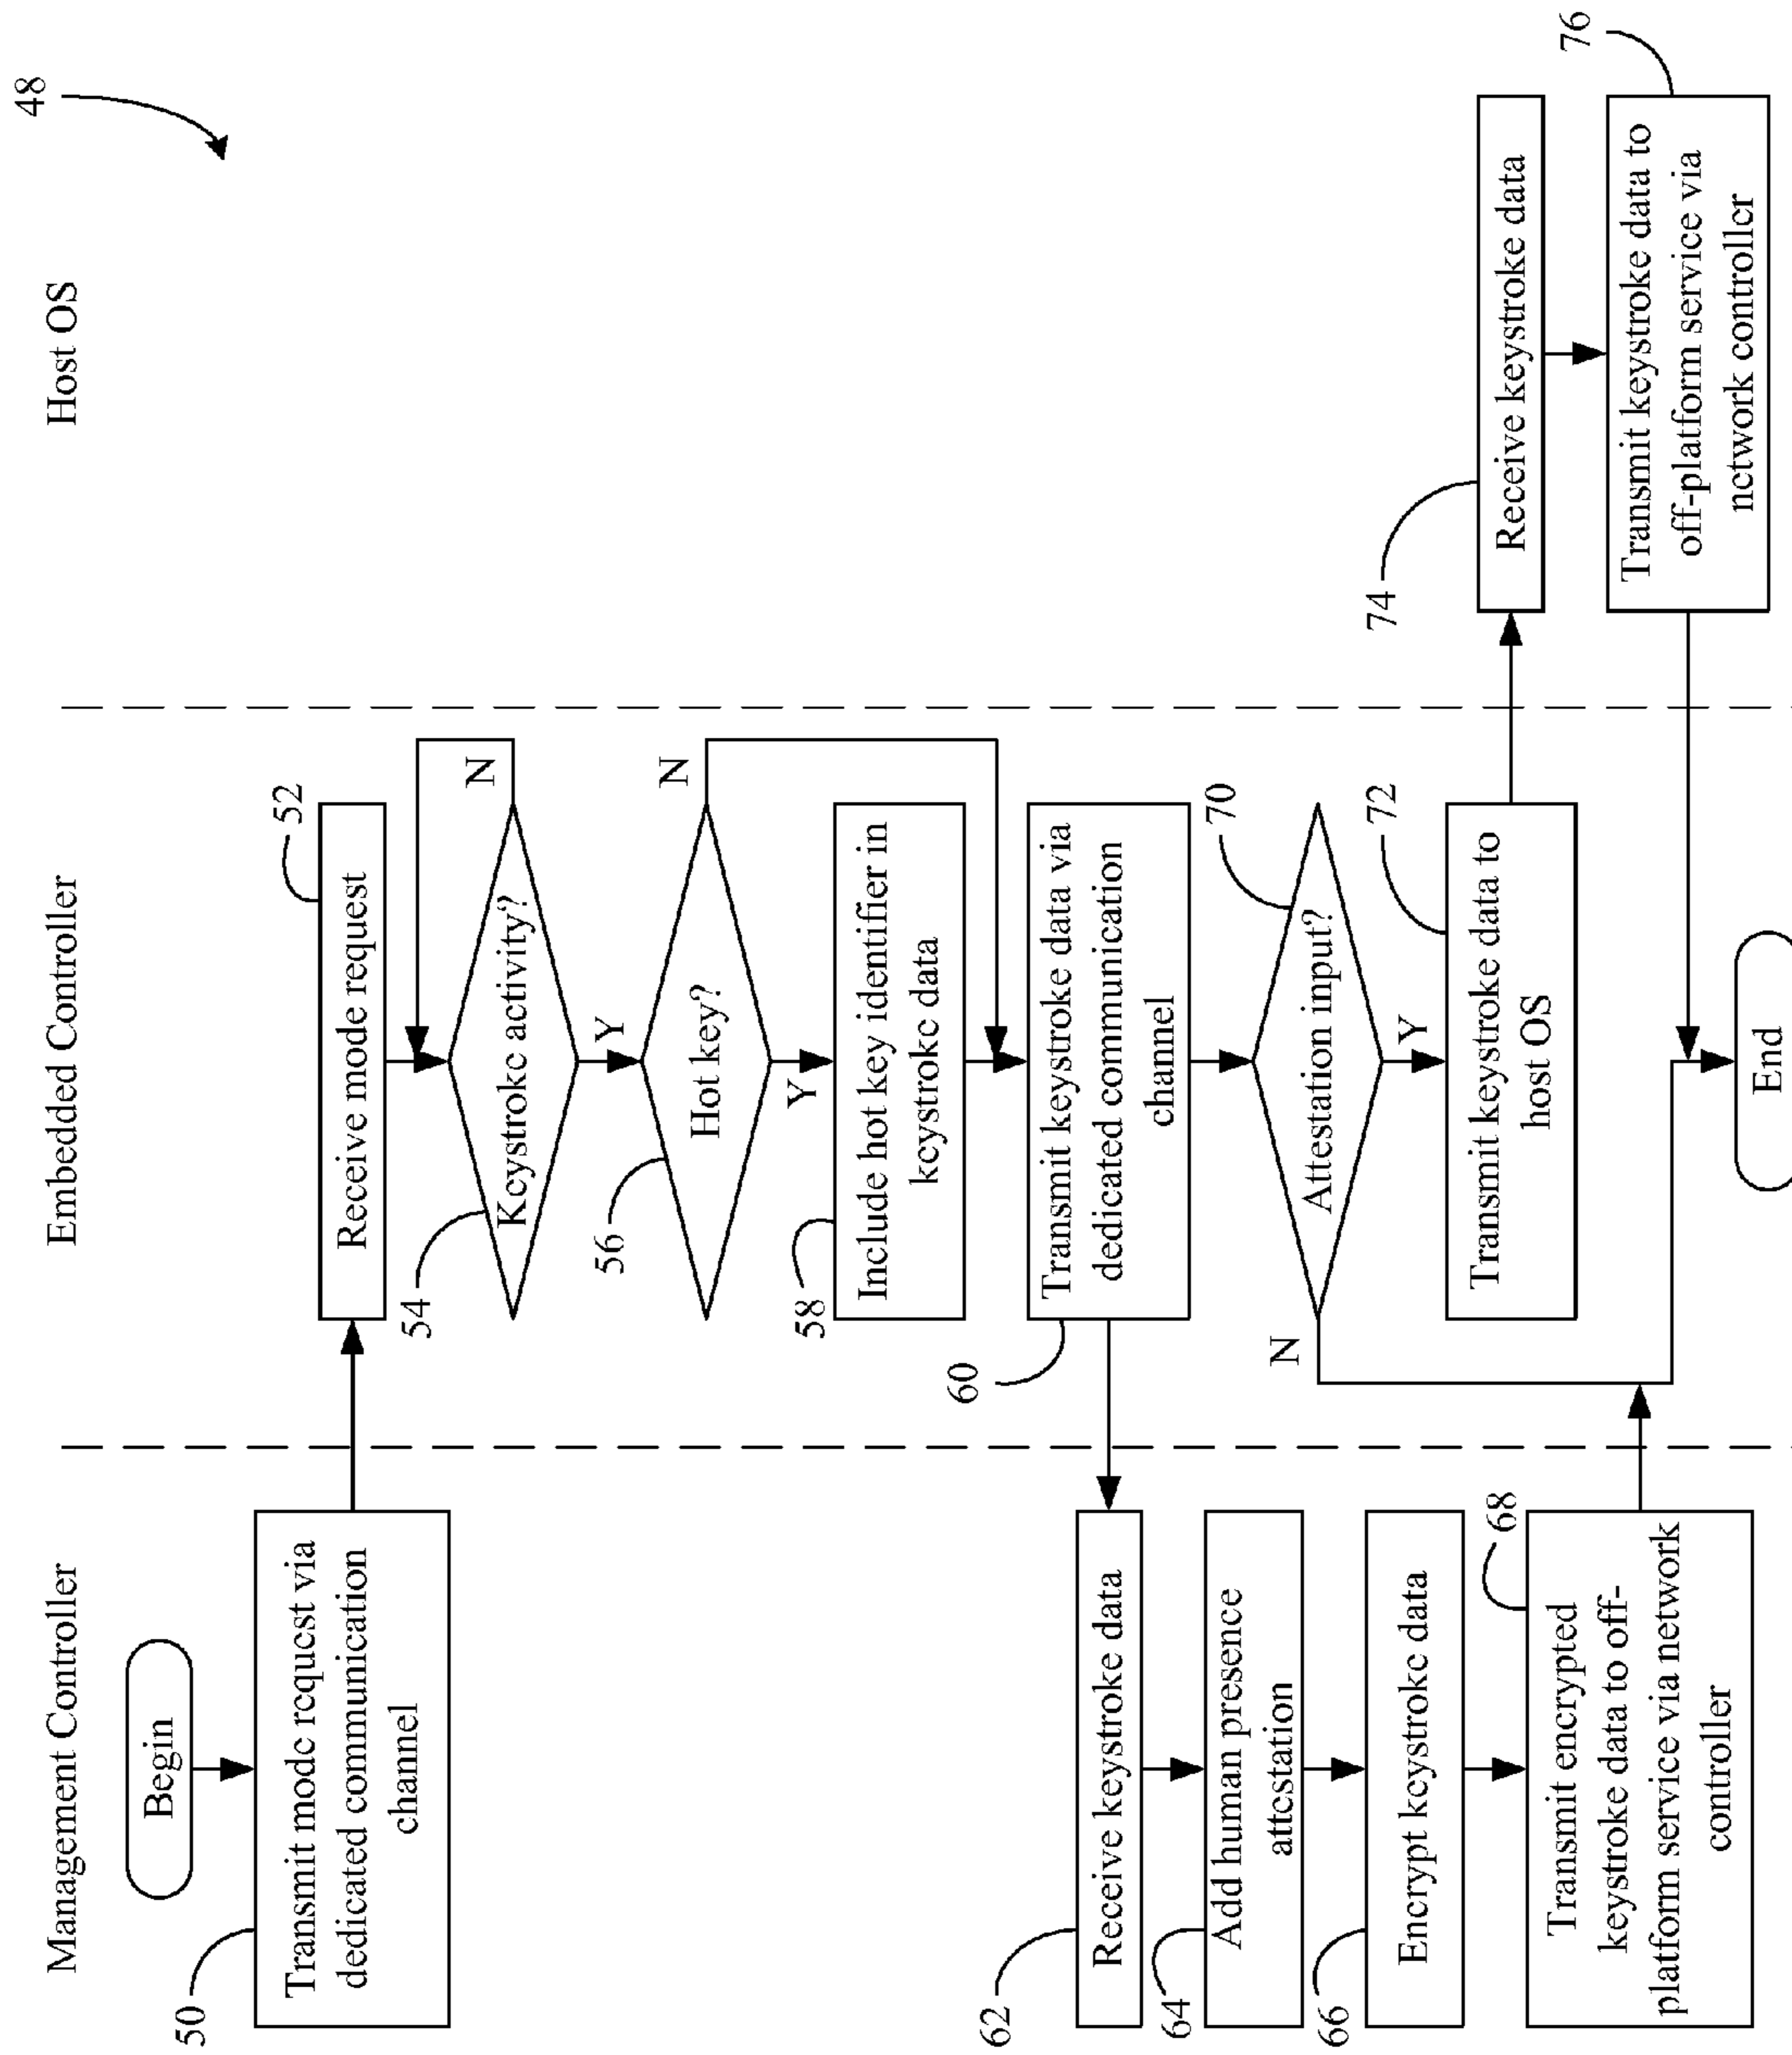 48
Management Controller
Embedded Controller
Host OS
Begin
50
Transmit mode request via
dedicated communication
channel
52
Receive mode request
54
Keystroke activity?
N
Y
56
Hot key?
N
Y
58
Include hot key identifier in
keystroke data
60
Transmit keystroke data via
dedicated communication
channel
62
Receive keystroke data
64
Add human presence
attestation
66
Encrypt keystroke data
68
Transmit encrypted
keystroke data to off-
platform service via network
controller
70
Attestation input?
N
Y
72
Transmit keystroke data to
host OS
74
Receive keystroke data
76
Transmit keystroke data to
off-platform service via
network controller
End